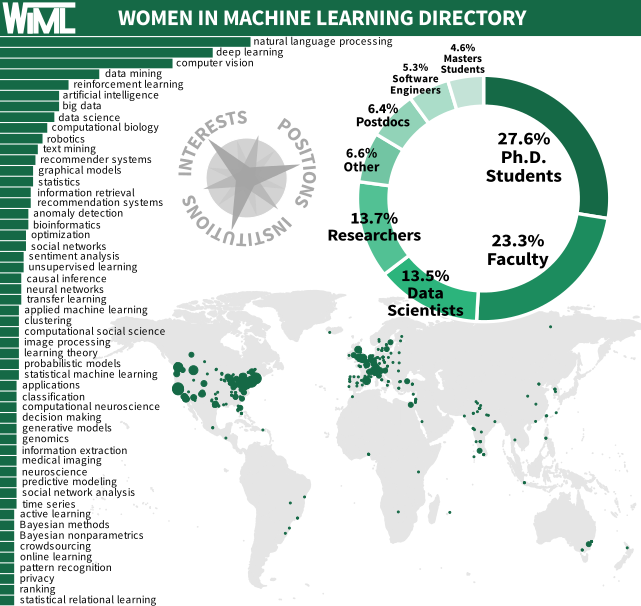 WiML
WOMEN IN MACHINE LEARNING DIRECTORY
natural language processing
deep learning
computer vision
data mining
reinforcement learning
artificial intelligence
big data
data science
computational biology
robotics
text mining
recommender systems
graphical models
statistics
information retrieval
recommendation systems
anomaly detection
bioinformatics
optimization
social networks
sentiment analysis
unsupervised learning
causal inference
neural networks
transfer learning
applied machine learning
clustering
computational social science
image processing
learning theory
probabilistic models
statistical machine learning
applications
classification
computational neuroscience
decision making
generative models
genomics
information extraction
medical imaging
neuroscience
predictive modeling
social network analysis
time series
active learning
Bayesian methods
Bayesian nonparametrics
crowdsourcing
online learning
pattern recognition
privacy
ranking
statistical relational learning
INTERESTS
POSITIONS
INSTITUTIONS
4.6%
Masters
Students
5.3%
Software
Engineers
6.4%
Postdocs
6.6%
Other
13.7%
Researchers
13.5%
Data
Scientists
27.6%
Ph.D.
Students
23.3%
Faculty